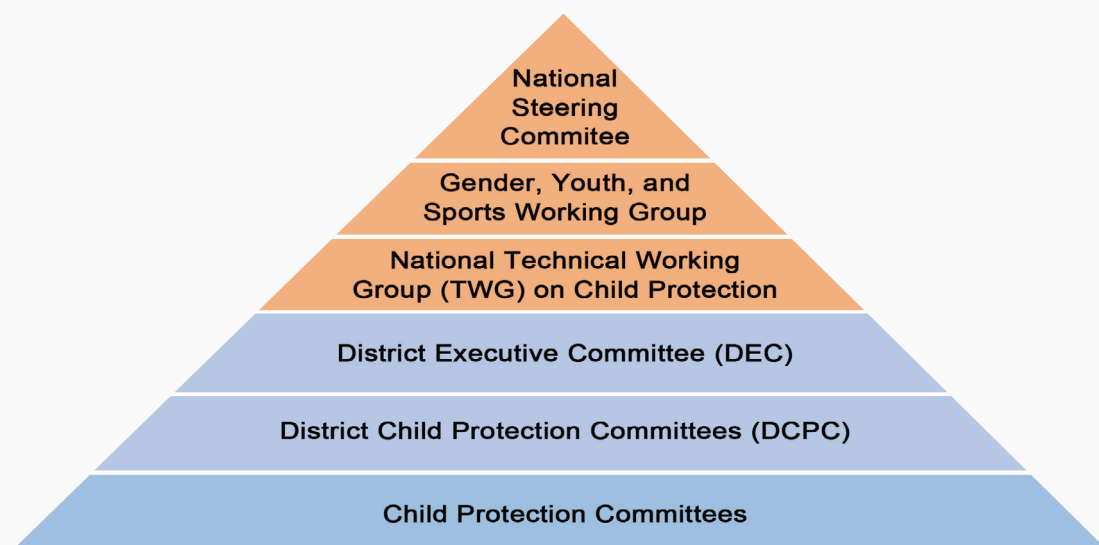 National
Steering
Commitee
Gender, Youth, and
Sports Working Group
National Technical Working
Group (TWG) on Child Protection
District Executive Committee (DEC)
District Child Protection Committees (DCPC)
Child Protection Committees